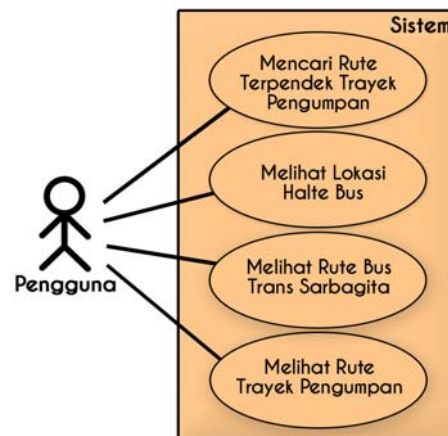 Sistem
Mencari Rute
Terpendek Trayek
Pengumpan
Melihat Lokasi
Halte Bus
Melihat Rute Bus
Trans Sarbagita
Melihat Rute
Trayek Pengumpan
Pengguna